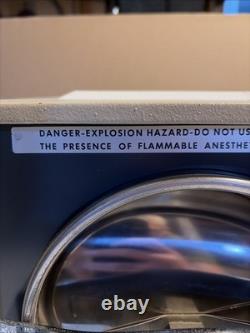 DANGER-EXPLOSION HAZARD-DO NOT US
THE PRESENCE OF FLAMMABLE ANESTHE
ebay